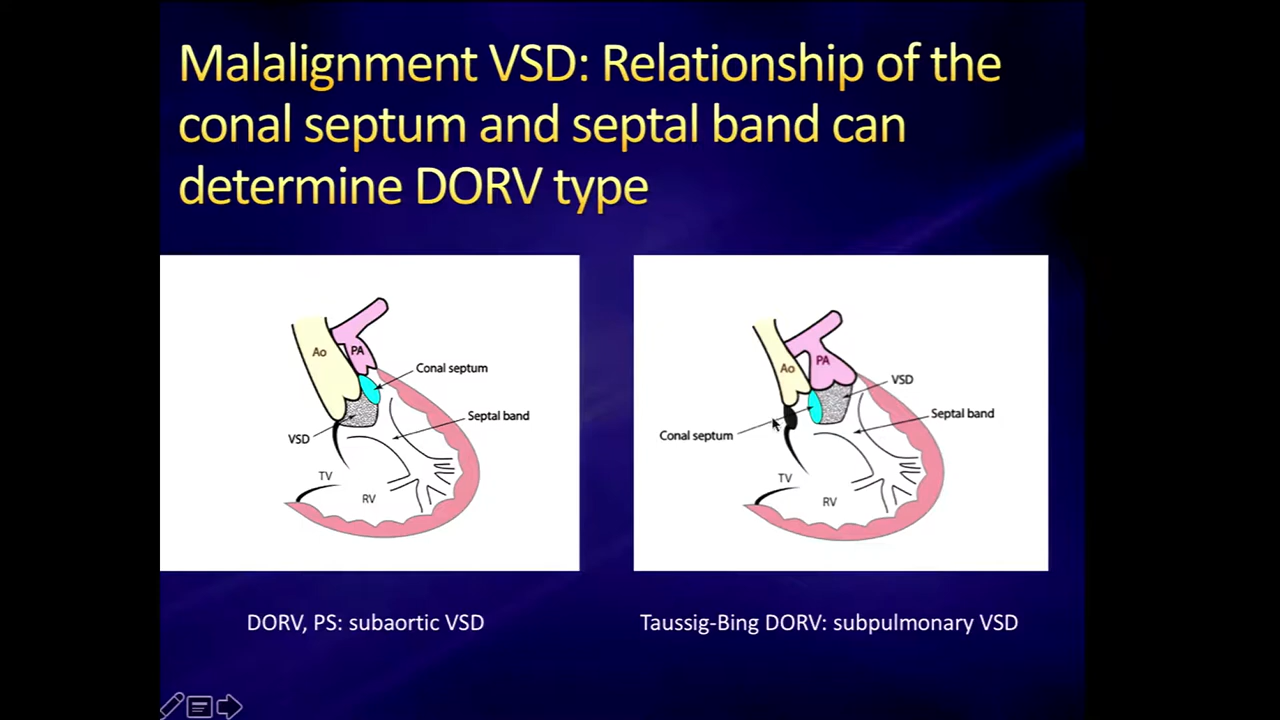 Malalignment VSD: Relationship of the
conal septum and septal band can
determine DORV type
Ao
PA
Conal septum
Septal band
VSD
TV
RV
Ao
PA
VSD
Septal band
Conal septum
TV
RV
DORV, PS: subaortic VSD
Taussig-Bing DORV: subpulmonary VSD